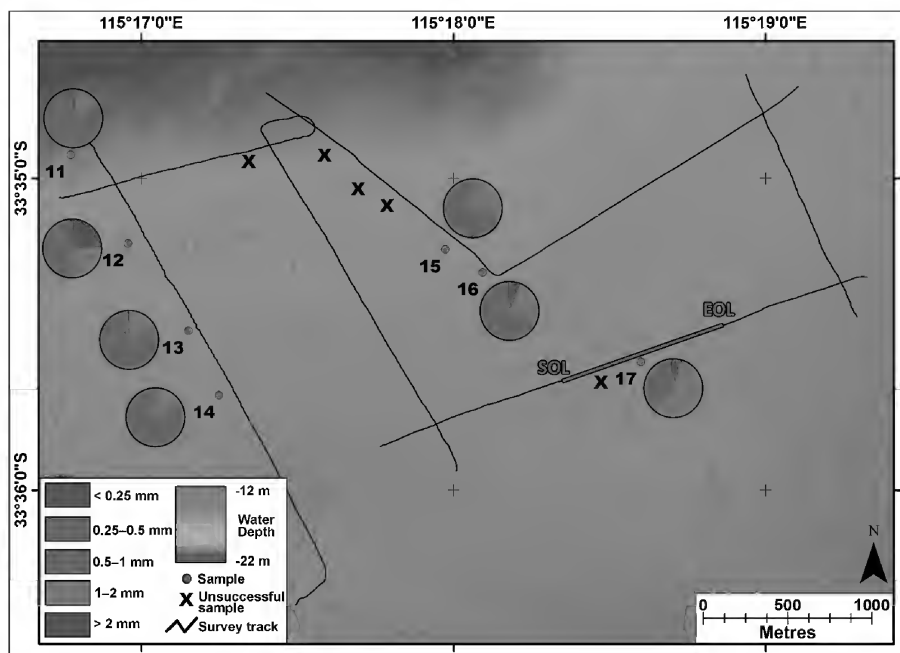 115°17'0"E 115°18'0"E 115°19'0"E
33°35'0"S
33°36'0"S
11
12
13
14
15
16
17
X
X
X
X
X
SOL
EOL
< 0.25 mm
0.25–0.5 mm
0.5–1 mm
1–2 mm
> 2 mm
-12 m
Water
Depth
-22 m
Sample
X Unsuccessful
sample
Survey track
N
0 500 1000
Metres